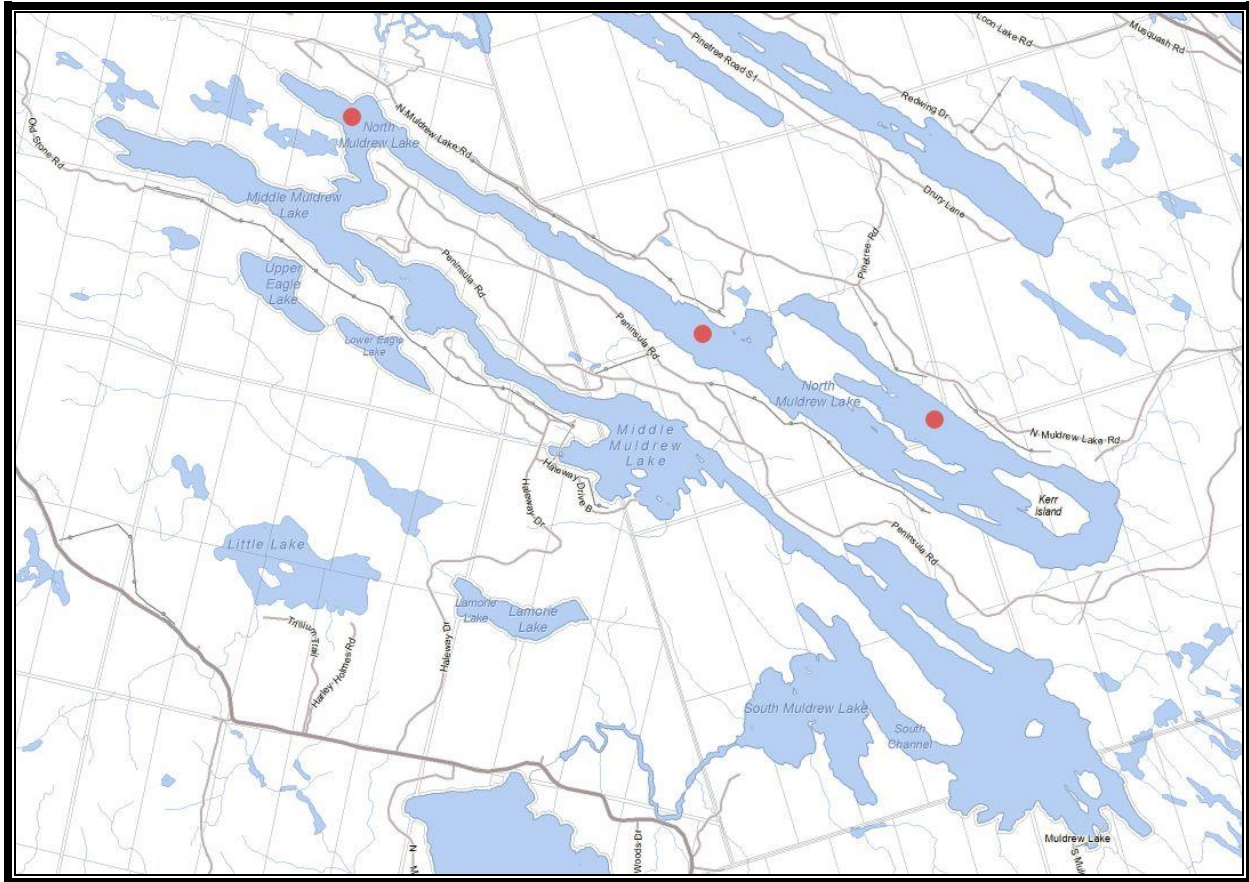 Loon Lake Rd
Musquash Rd
Pinetree Road S1
Redwing Dr
Old Stone Rd
N Muldrew Lake Rd
North
Muldrew Lake
Drury Lane
Middle Muldrew
Lake
Pinetree Rd
Peninsula Rd
Upper
Eagle
Lake
Peninsula Rd
Lower Eagle
Lake
North
Muldrew Lake
Middle
Muldrew
Lake
N Muldrew Lake Rd
Haleway Drive B
Haleway Dr
Kerr
Island
Peninsula Rd
Little Lake
Lamorie
Lake
Lamorie
Lake
Trillium Trail
Harley Holmes Rd
Haleway Dr
South Muldrew Lake
South
Channel
Muldrew Lake
Woods Dr